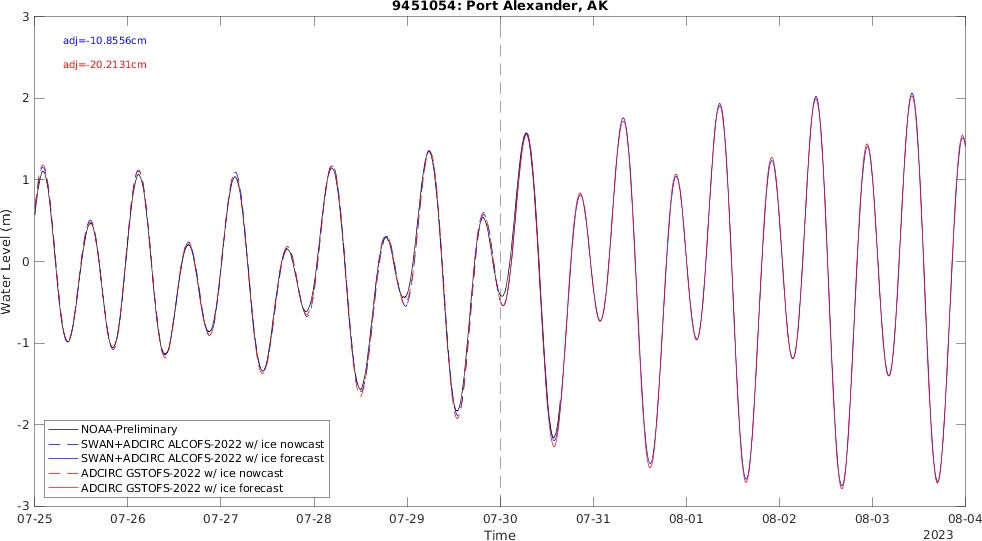 9451054: Port Alexander, AK
adj=-10.8556cm
adj=-20.2131cm
Water Level (m)
3
2
1
0
-1
-2
-3
NOAA-Preliminary
SWAN+ADCIRC ALCOFS-2022 w/ ice nowcast
SWAN+ADCIRC ALCOFS-2022 w/ ice forecast
ADCIRC GSTOFS-2022 w/ ice nowcast
ADCIRC GSTOFS-2022 w/ ice forecast
07-25 07-26 07-27 07-28 07-29 07-30 07-31 08-01 08-02 08-03 08-04
Time
2023